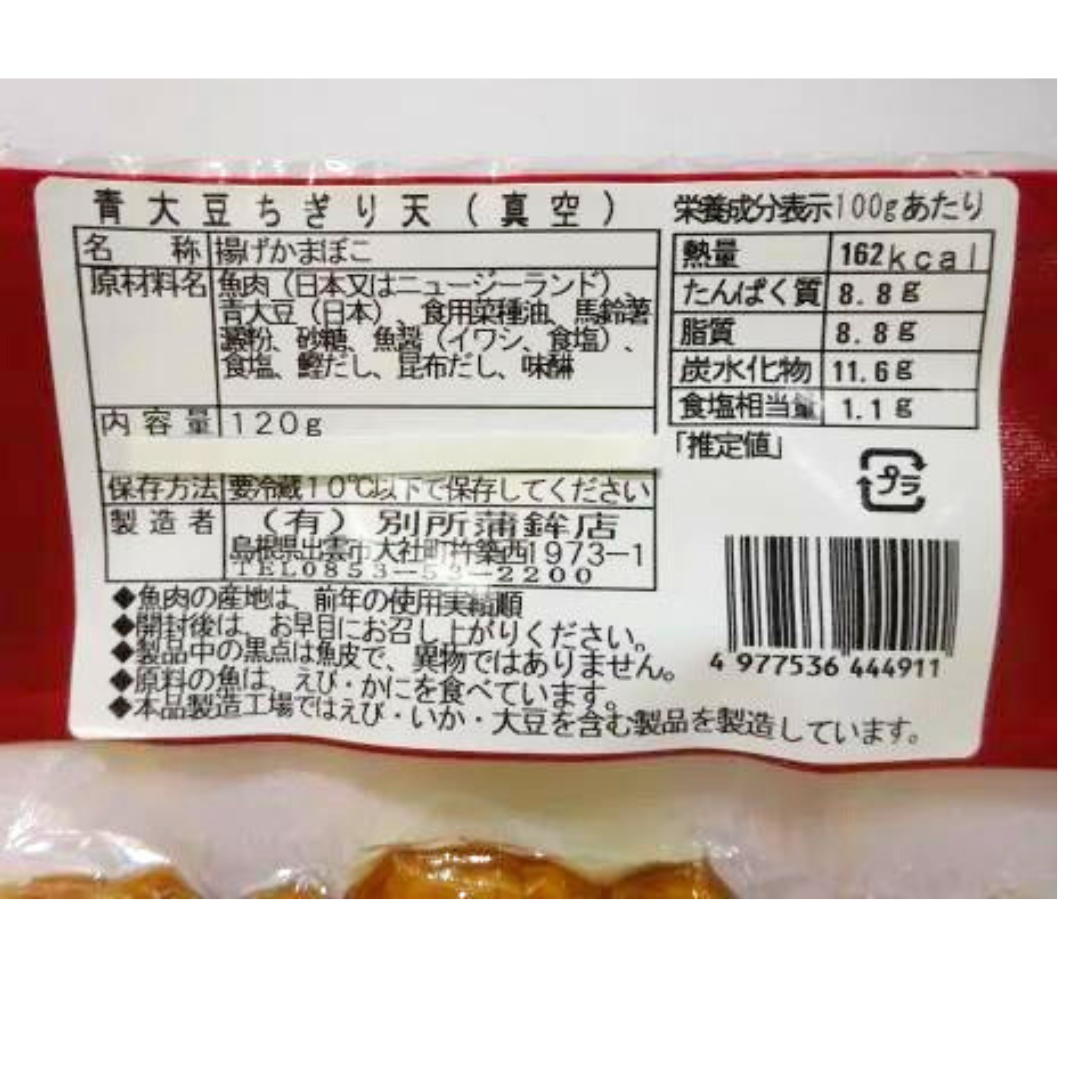 青大豆ちぎり天(真空)
名称 揚げかまぼこ
原材料名 魚肉(日本又はニュージーランド)、
青大豆(日本)、食用菜種油、馬鈴薯
澱粉、砂糖、魚醤(イワシ、食塩)、
食塩、鰹だし、昆布だし、味醂
内容量 120g
保存方法 要冷蔵10℃以下で保存してください
製造者 (有)別所蒲鉾店
島根県出雲市大社町杵築西1973−1
TEL0853−53−2200
◆魚肉の産地は、前年の使用実績順
◆開封後は、お早目にお召し上がりください。
◆製品中の黒点は魚皮で、異物ではありません。
◆原料の魚は、えび・かにを食べています。
◆本品製造工場ではえび・いか・大豆を含む製品を製造しています。
栄養成分表示100gあたり
熱量 162kcal
たんぱく質 8.8g
脂質 8.8g
炭水化物 11.6g
食塩相当量 1.1g
「推定値」
プラ
4 977536 444911